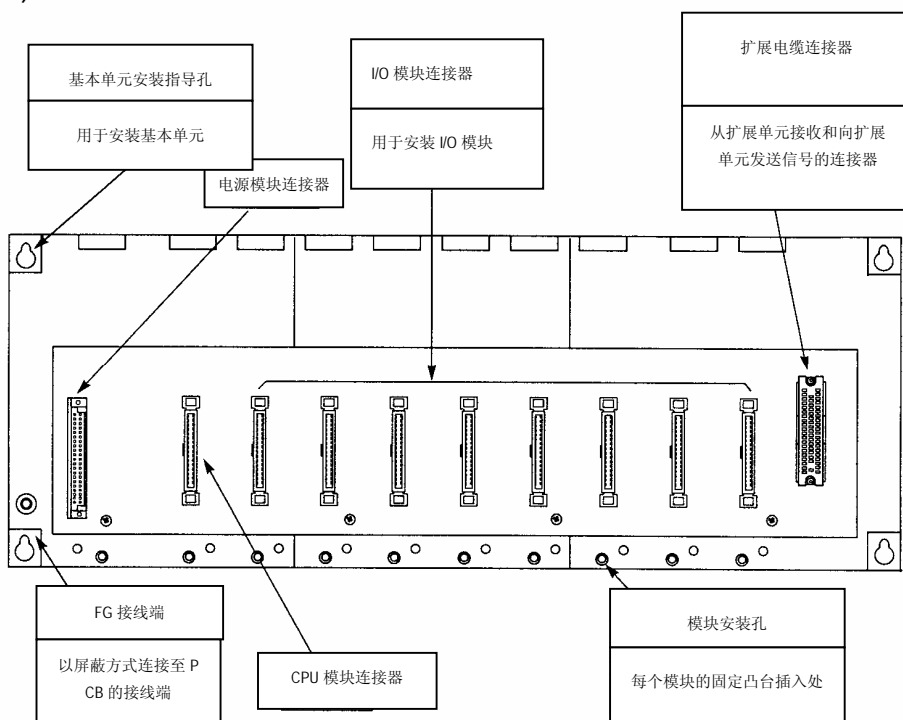 基本单元安装指导孔
用于安装基本单元
电源模块连接器
I/O 模块连接器
用于安装 I/O 模块
扩展电缆连接器
从扩展单元接收和向扩展
单元发送信号的连接器
FG 接线端
以屏蔽方式连接至 P
CB 的接线端
CPU 模块连接器
模块安装孔
每个模块的固定凸台插入处